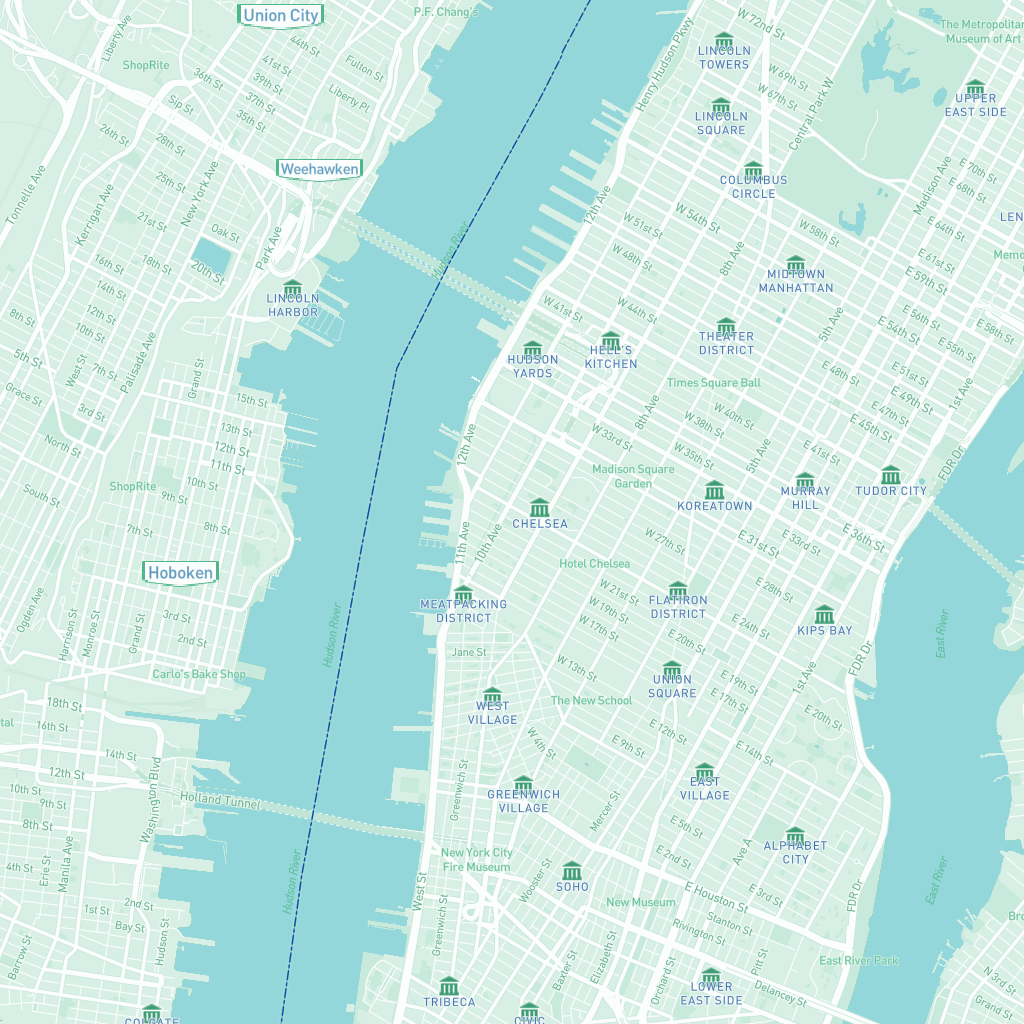 Union City
P.F. Chang's
W 72nd St
Liberty Ave
44th St
LINCOLN
TOWERS
The Metropolitan
Museum of Art
ShopRite
41st St
Fulton St
Henry Hudson Pkwy
W 69th St
36th St
39th St
W 67th St
Central Park W
Sip St
37th St
Liberty Pl
UPPER
EAST SIDE
35th St
LINCOLN
SQUARE
26th St
28th St
Weehawken
COLUMBUS
CIRCLE
E 70th St
Tonnelle Ave
25th St
New York Ave
Madison Ave
E 68th St
Kerrigan Ave
12th Ave
21st St
Oak St
Park Ave
W 51st St
W 54th St
W 58th St
E 64th St
LEN
Hudson River
W 48th St
8th Ave
E 61st St
16th St
18th St
20th St
E 59th St
14th St
LINCOLN
HARBOR
MIDTOWN
MANHATTAN
12th St
W 41st St
W 44th St
8th St
10th St
5th Ave
E 56th St
E 58th St
THEATER
DISTRICT
E 54th St
HUDSON
YARDS
HELL'S
KITCHEN
Palisade Ave
West St
7th St
E 51st St
Grand St
E 48th St
Times Square Ball
Grace St
15th St
E 49th St
1st Ave
3rd St
8th Ave
W 40th St
E 47th St
13th St
W 38th St
E 45th St
North St
12th St
12th Ave
W 33rd St
11th St
W 35th St
5th Ave
E 41st St
FDR Dr
Madison Square
Garden
South St
ShopRite
9th St
KOREATOWN
MURRAY
HILL
TUDOR CITY
CHELSEA
7th St
8th St
11th Ave
10th Ave
W 27th St
E 31st St
E 33rd St
E 36th St
Hotel Chelsea
Hoboken
W 21st St
E 28th St
MEATPACKING
DISTRICT
FLATIRON
DISTRICT
Ogden Ave
Harrison St
Monroe St
Grand St
3rd St
W 19th St
E 24th St
KIPS BAY
2nd St
Hudson River
W 17th St
E 20th St
East River
Jane St
W 13th St
FDR Dr
Carlo's Bake Shop
UNION
SQUARE
E 19th St
1st Ave
18th St
The New School
E 17th St
WEST
VILLAGE
16th St
E 20th St
E 12th St
W 4th St
E 9th St
E 14th St
14th St
12th St
Washington Blvd
Greenwich St
EAST
VILLAGE
10th St
GREENWICH
VILLAGE
Holland Tunnel
9th St
Mercer St
8th St
E 5th St
ALPHABET
CITY
New York City
Fire Museum
E 2nd St
Ave A
4th St
Erie St
Manila Ave
Hudson River
West St
Wooster St
SOHO
E 3rd St
FDR Dr
East River
E Houston St
New Museum
1st St
2nd St
Bay St
Hudson St
Greenwich St
Stanton St
Rivington St
Barrow St
Baxter St
Elizabeth St
Orchard St
Pitt St
East River Park
N 3rd St
Grand St
TRIBECA
LOWER
EAST SIDE
Delancey St
COLGATE
CIVIC